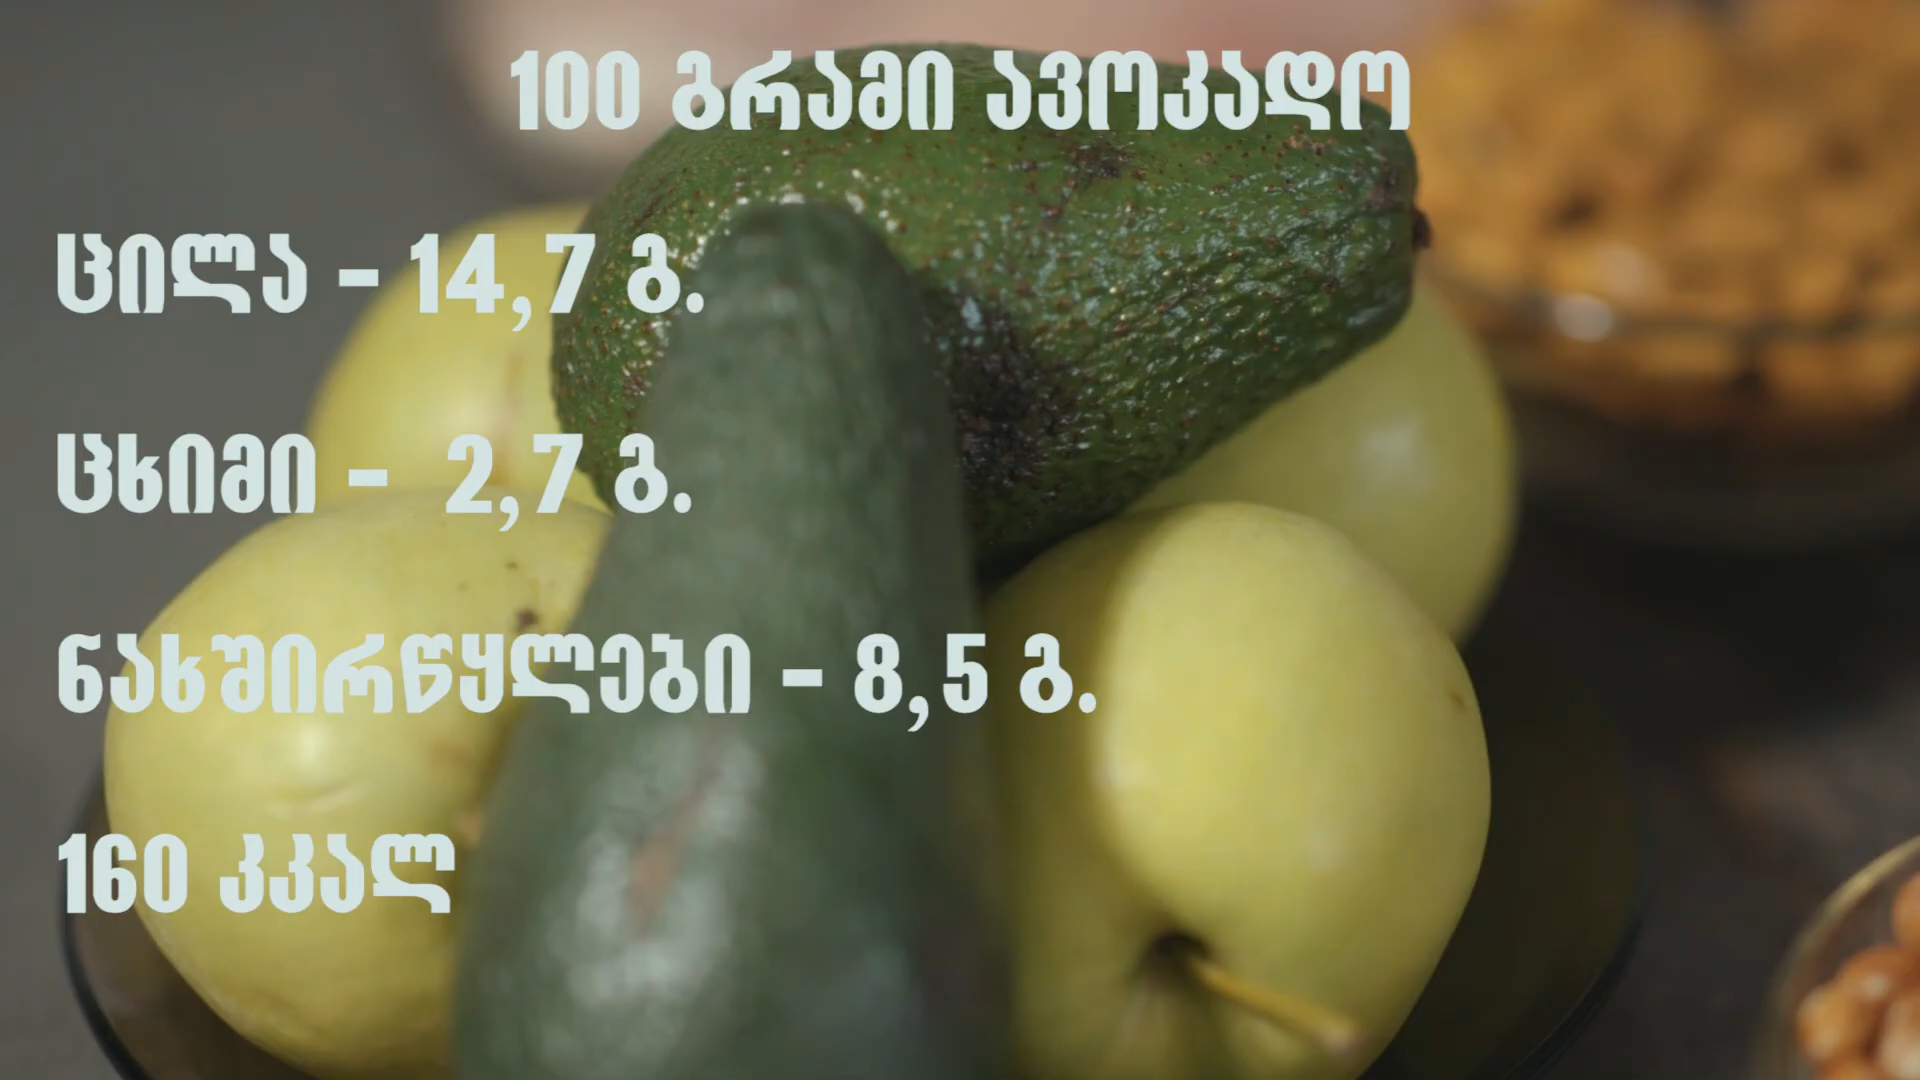 100 გრამი ავოკადო
ცილა - 14,7 გ.
ცხიმი - 2,7 გ.
ნახშირწყლები - 8,5 გ.
160 კკალ